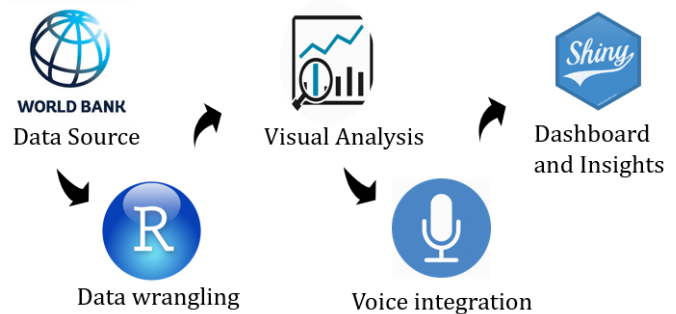 WORLD BANK
Data Source
R
Data wrangling
Visual Analysis
Voice integration
Shiny
Dashboard
and Insights